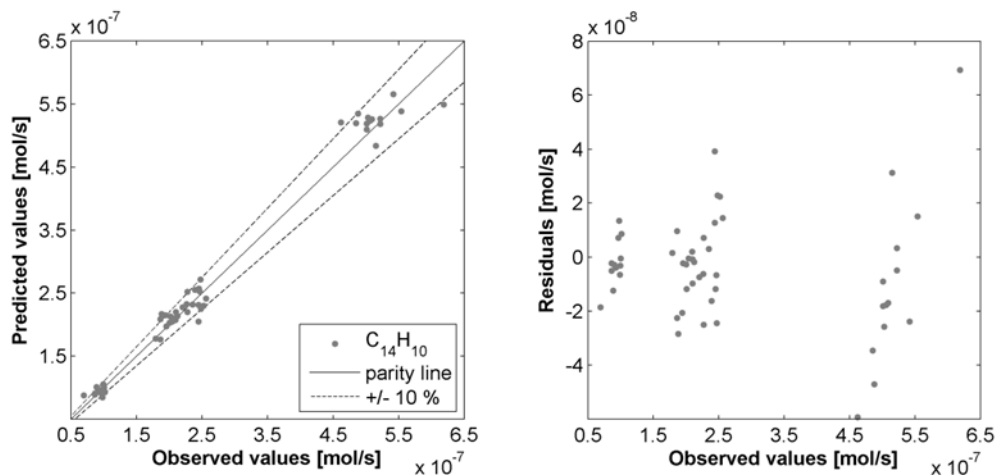 x 10⁻⁷
6.5
5.5
4.5
3.5
2.5
1.5
Predicted values [mol/s]
C₁₄H₁₀
parity line
+/- 10 %
0.5 1.5 2.5 3.5 4.5 5.5 6.5
Observed values [mol/s]
x 10⁻⁷
x 10⁻⁸
8
6
4
2
0
-2
-4
Residuals [mol/s]
0.5 1.5 2.5 3.5 4.5 5.5 6.5
Observed values [mol/s]
x 10⁻⁷